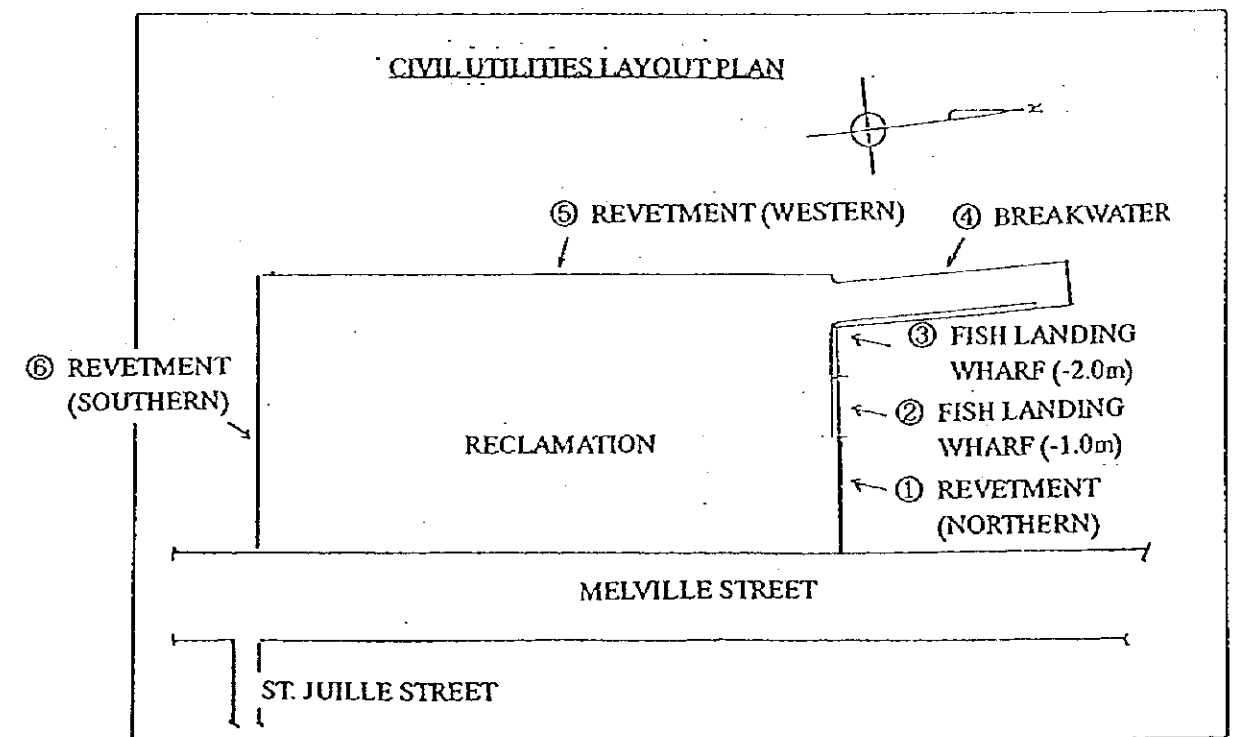 CIVIL UTILITIES LAYOUT PLAN
N
⑤ REVETMENT (WESTERN)
④ BREAKWATER
③ FISH LANDING
WHARF (-2.0m)
⑥ REVETMENT
(SOUTHERN)
② FISH LANDING
WHARF (-1.0m)
RECLAMATION
① REVETMENT
(NORTHERN)
MELVILLE STREET
ST. JUILLE STREET